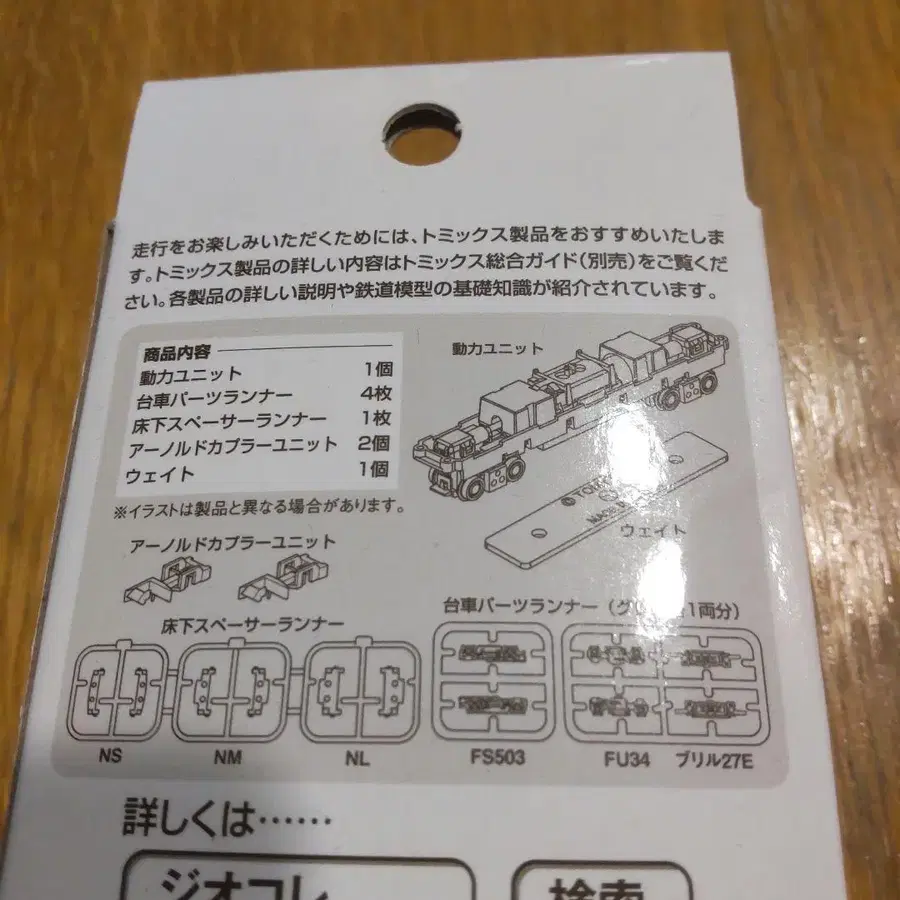 走行をお楽しみいただくためには、トミックス製品をおすすめいたしま
す。トミックス製品の詳しい内容はトミックス総合ガイド(別売)をご覧くだ
さい。各製品の詳しい説明や鉄道模型の基礎知識が紹介されています。
商品内容
動力ユニット 1個
台車パーツランナー 4枚
床下スペーサーランナー 1枚
アーノルドカプラーユニット 2個
ウェイト 1個
※イラストは製品と異なる場合があります。
動力ユニット
ウェイト
アーノルドカプラーユニット
床下スペーサーランナー
NS NM NL
台車パーツランナー(グレー 1両分)
FS503 FU34 ブリル27E
詳しくは……
ジオコレ 検索